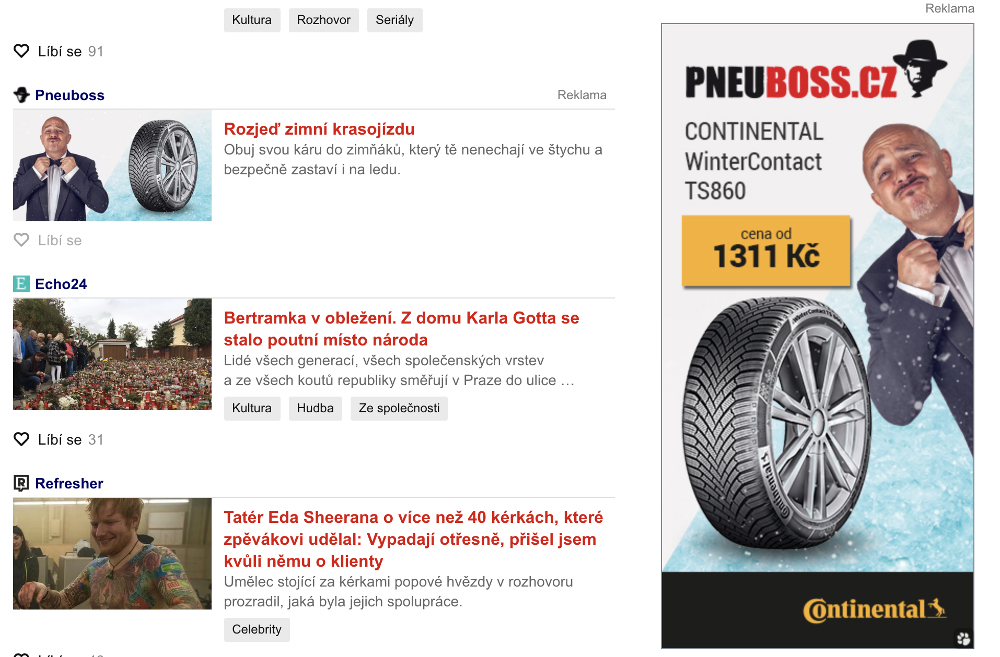 Kultura Rozhovor Seriály
Líbí se 91
Pneuboss
Reklama
Rozjeď zimní krasojízdu
Obuj svou káru do zimňáků, který tě nenechají ve štychu a
bezpečně zastaví i na ledu.
Líbí se
E Echo24
Bertramka v obležení. Z domu Karla Gotta se
stalo poutní místo národa
Lidé všech generací, všech společenských vrstev
a ze všech koutů republiky směřují v Praze do ulice …
Kultura Hudba Ze společnosti
Líbí se 31
R Refresher
Tatér Eda Sheerana o více než 40 kérkách, které
zpěvákovi udělal: Vypadají otřesně, přišel jsem
kvůli němu o klienty
Umělec stojící za kérkami popové hvězdy v rozhovoru
prozradil, jaká byla jejich spolupráce.
Celebrity
Reklama
PNEUBOSS.CZ
CONTINENTAL
WinterContact
TS860
cena od
1311 Kč
WinterContact TS 860
Continental
Continental